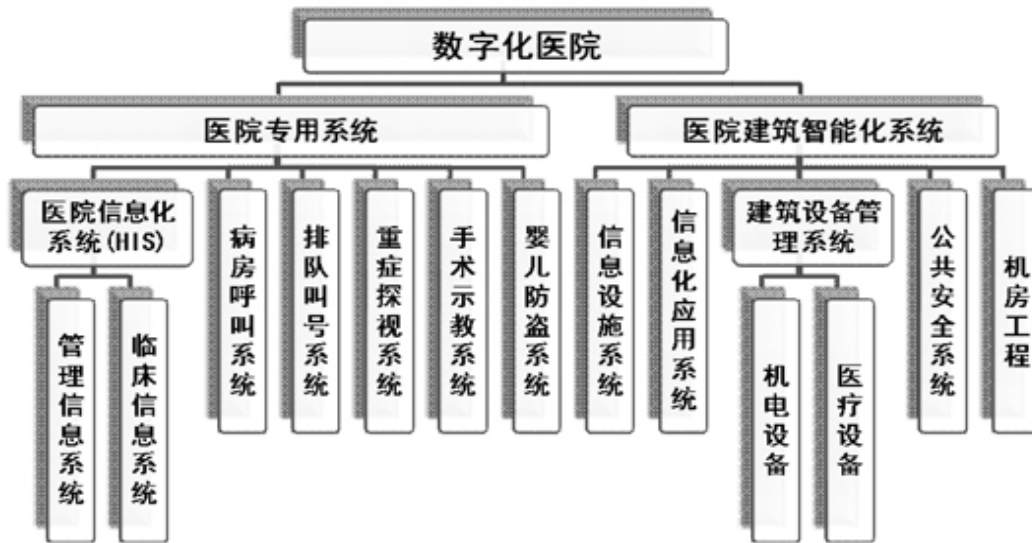 数字化医院
医院专用系统
医院建筑智能化系统
医院信息化
系统(HIS)
病房呼叫系统
排队叫号系统
重症探视系统
手术示教系统
婴儿防盗系统
信息设施系统
信息化应用系统
建筑设备管
理系统
公共安全系统
机房工程
管理信息系统
临床信息系统
机电设备
医疗设备